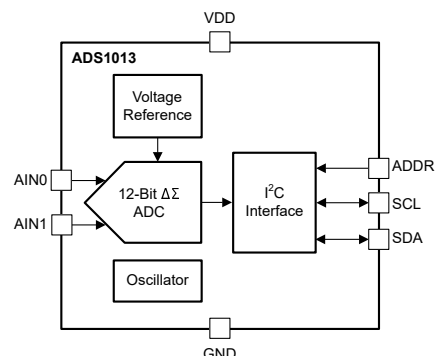 VDD
ADS1013
Voltage
Reference
AIN0
AIN1
12-Bit ΔΣ
ADC
I²C
Interface
ADDR
SCL
SDA
Oscillator
GND